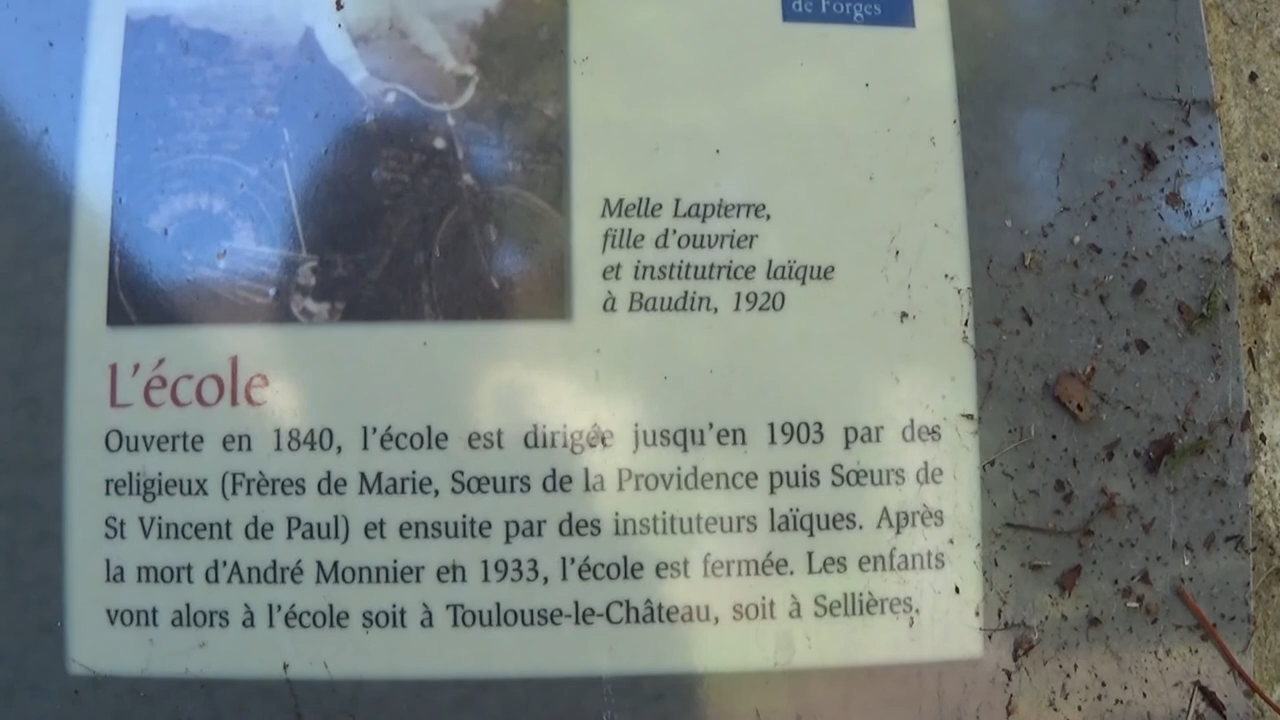 de Forges
Melle Lapierre,
fille d'ouvrier
et institutrice laïque
à Baudin, 1920
L'école
Ouverte en 1840, l'école est dirigée jusqu'en 1903 par des
religieux (Frères de Marie, Sœurs de la Providence puis Sœurs de
St Vincent de Paul) et ensuite par des instituteurs laïques. Après
la mort d'André Monnier en 1933, l'école est fermée. Les enfants
vont alors à l'école soit à Toulouse-le-Château, soit à Sellières.